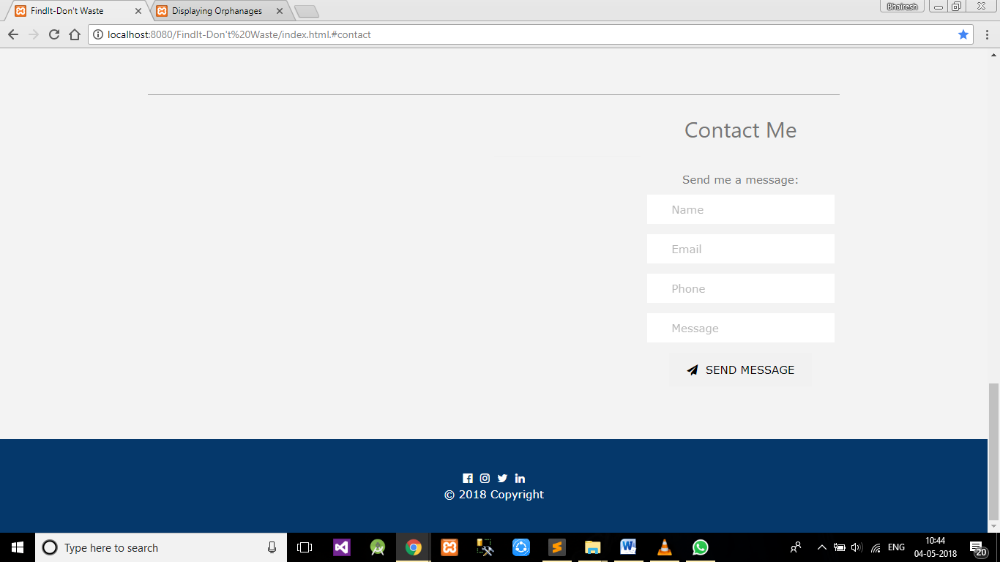 FindIt-Don't Waste
Displaying Orphanages
Bhairesh
localhost:8080/FindIt-Don't%20Waste/index.html.#contact
Contact Me
Send me a message:
Name
Email
Phone
Message
SEND MESSAGE
© 2018 Copyright
Type here to search
ENG
10:44
04-05-2018
20